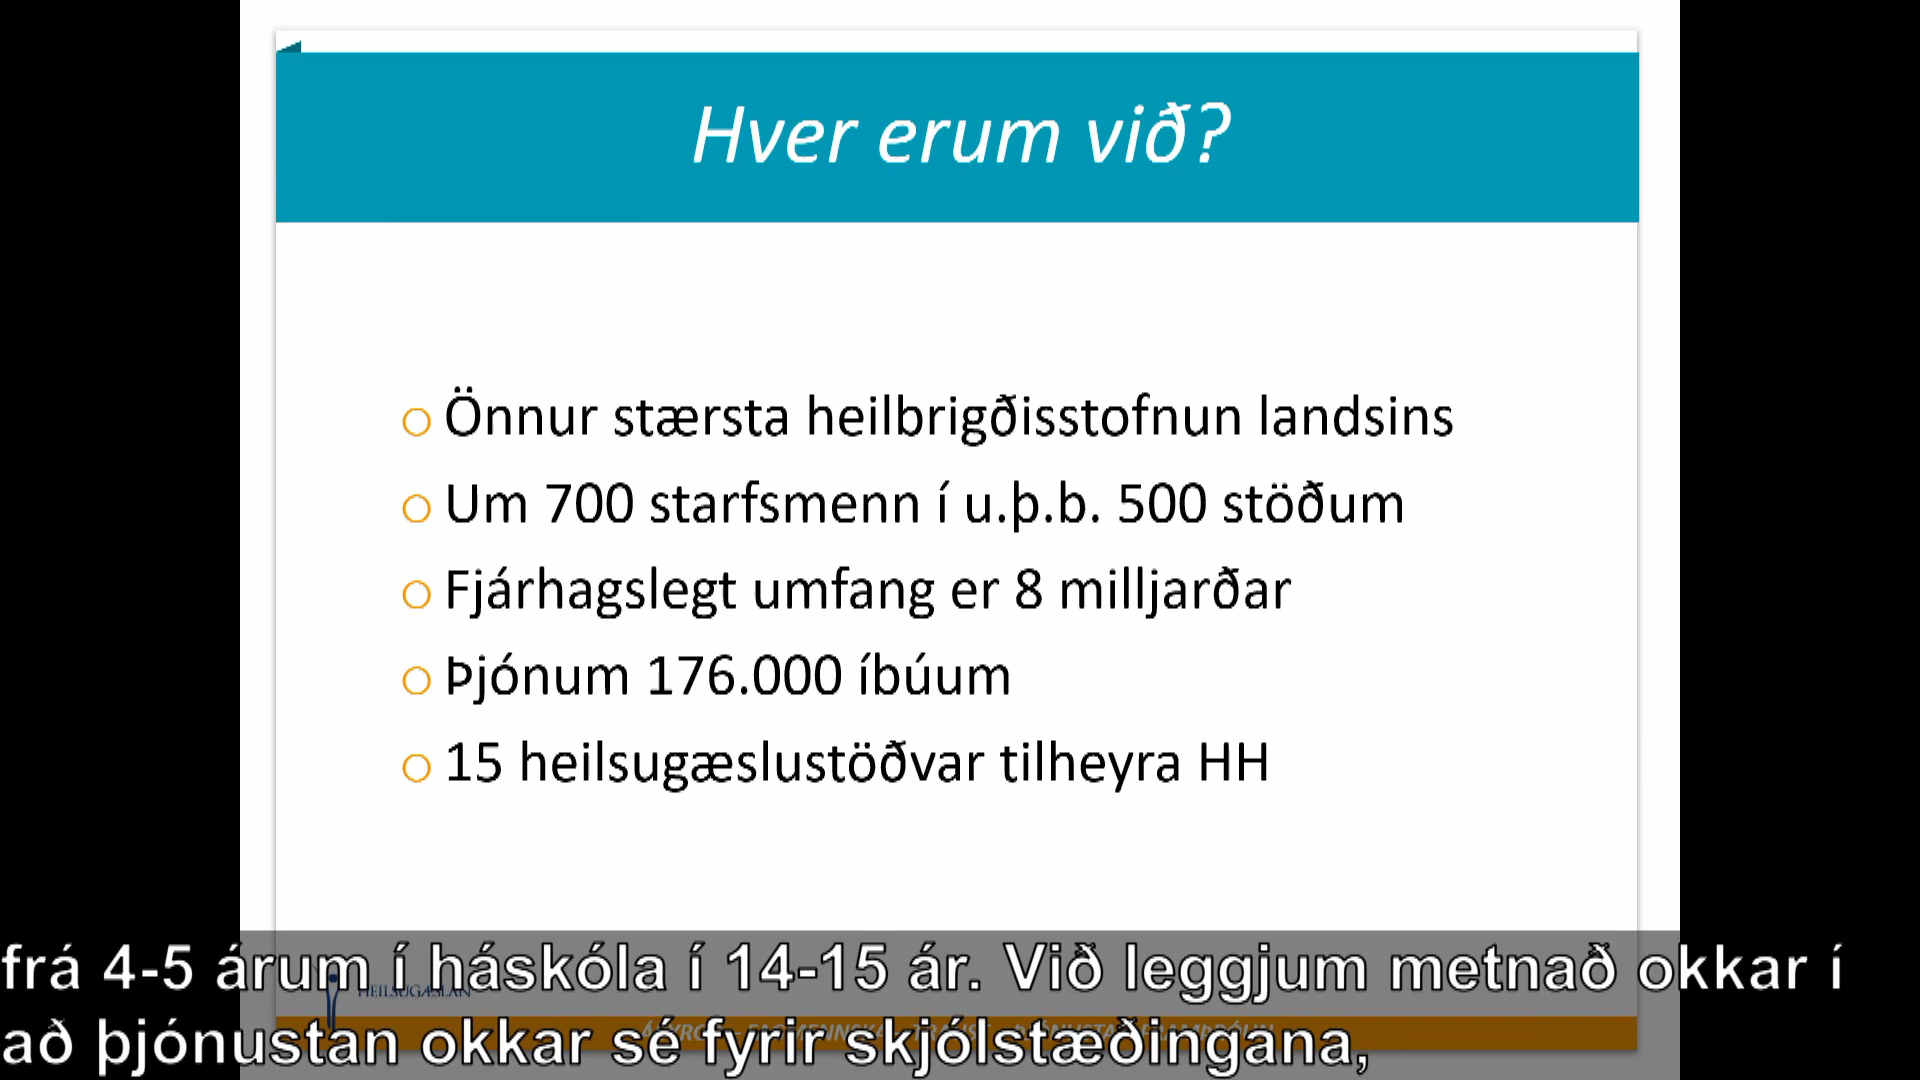 Hver erum við?
Önnur stærsta heilbrigðisstofnun landsins
Um 700 starfsmenn í u.þ.b. 500 stöðum
Fjárhagslegt umfang er 8 milljarðar
Þjónum 176.000 íbúum
15 heilsugæslustöðvar tilheyra HH
frá 4-5 árum í háskóla í 14-15 ár. Við leggjum metnað okkar í
HEILSUGÆSLAN
að þjónustan okkar sé fyrir skjólstæðingana,